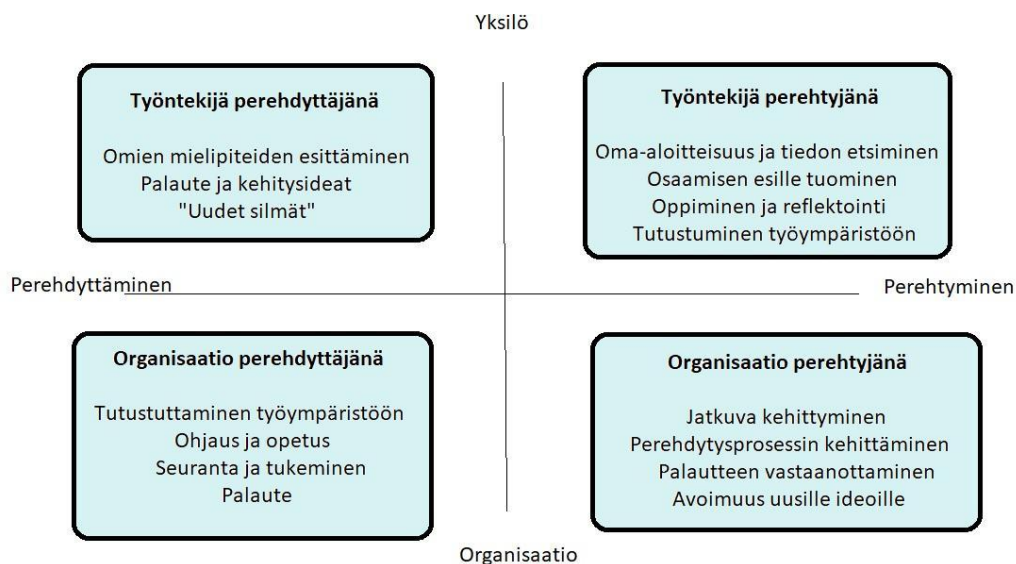 Yksilö
Työntekijä perehdyttäjänä
Omien mielipiteiden esittäminen
Palaute ja kehitysideat
"Uudet silmät"
Työntekijä perehtyjänä
Oma-aloitteisuus ja tiedon etsiminen
Osaamisen esille tuominen
Oppiminen ja reflektointi
Tutustuminen työympäristöön
Perehdyttäminen
Perehtyminen
Organisaatio perehdyttäjänä
Tutustuttaminen työympäristöön
Ohjaus ja opetus
Seuranta ja tukeminen
Palaute
Organisaatio perehtyjänä
Jatkuva kehittyminen
Perehdytysprosessin kehittäminen
Palautteen vastaanottaminen
Avoimuus uusille ideoille
Organisaatio